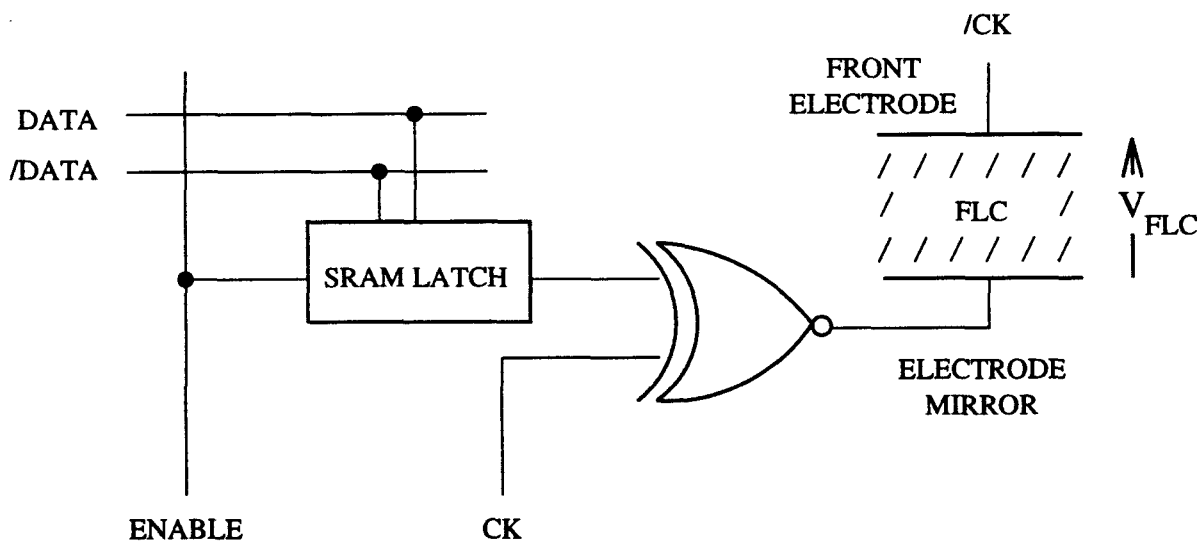 /CK
FRONT
ELECTRODE
DATA
/DATA
SRAM LATCH
FLC
V FLC
ELECTRODE
MIRROR
ENABLE
CK